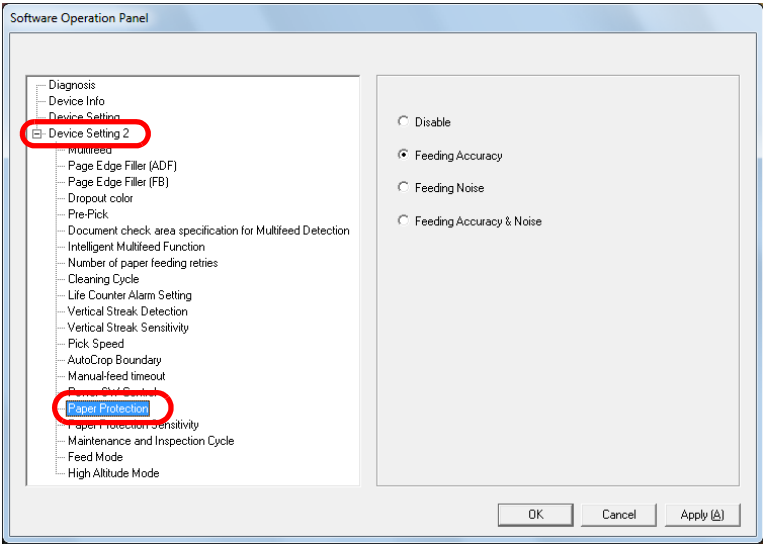 Software Operation Panel
Diagnosis
Device Info
Device Setting
Device Setting 2
Multifeed
Page Edge Filler (ADF)
Page Edge Filler (FB)
Dropout color
Pre-Pick
Document check area specification for Multifeed Detection
Intelligent Multifeed Function
Number of paper feeding retries
Cleaning Cycle
Life Counter Alarm Setting
Vertical Streak Detection
Vertical Streak Sensitivity
Pick Speed
AutoCrop Boundary
Manual-feed timeout
Power SW Control
Paper Protection
Paper Protection Sensitivity
Maintenance and Inspection Cycle
Feed Mode
High Altitude Mode
Disable
Feeding Accuracy
Feeding Noise
Feeding Accuracy & Noise
OK
Cancel
Apply (A)